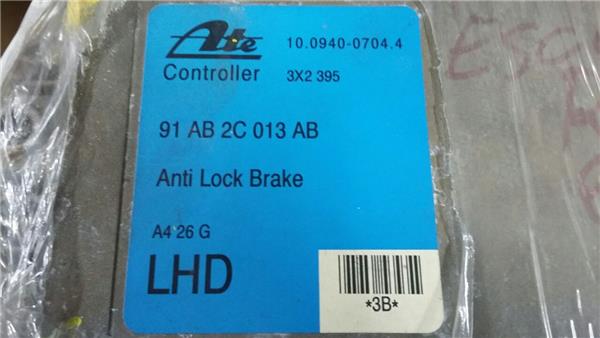 Ate 10.0940-0704.4
Controller 3X2 395
91 AB 2C 013 AB
Anti Lock Brake
A4 26 G
LHD
*3B*